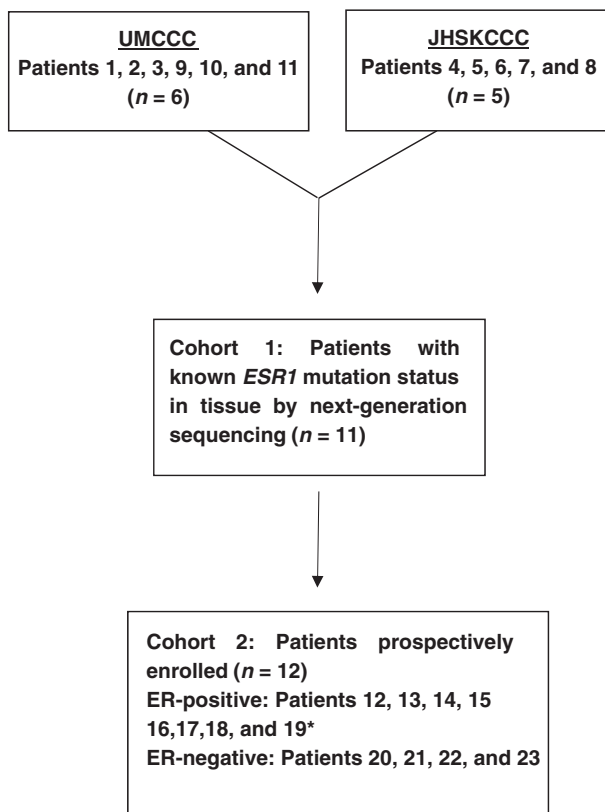 UMCCC
Patients 1, 2, 3, 9, 10, and 11
(n = 6)
JHSKCCC
Patients 4, 5, 6, 7, and 8
(n = 5)
Cohort 1: Patients with
known ESR1 mutation status
in tissue by next-generation
sequencing (n = 11)
Cohort 2: Patients prospectively
enrolled (n = 12)
ER-positive: Patients 12, 13, 14, 15
16,17,18, and 19*
ER-negative: Patients 20, 21, 22, and 23